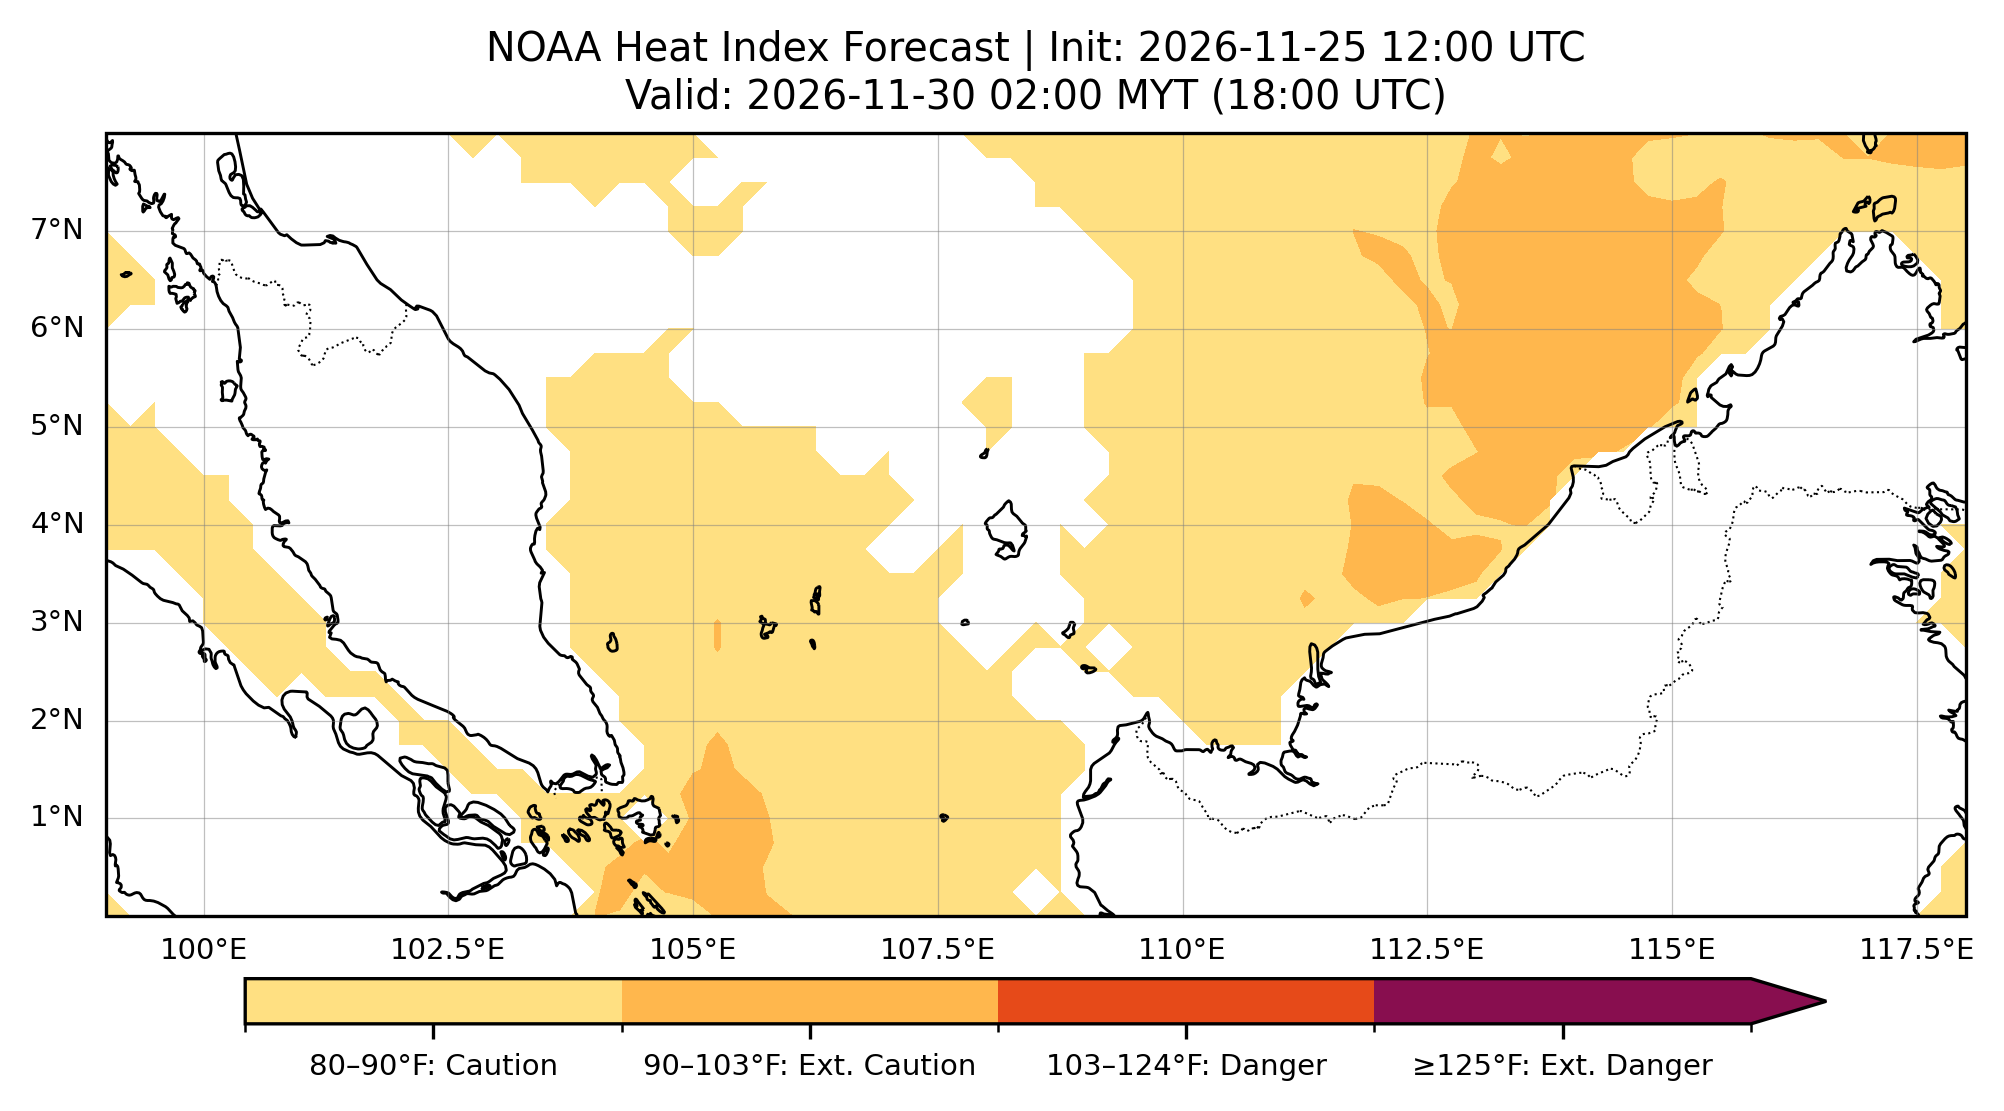 NOAA Heat Index Forecast | Init: 2026-11-25 12:00 UTC
Valid: 2026-11-30 02:00 MYT (18:00 UTC)
7°N
6°N
5°N
4°N
3°N
2°N
1°N
100°E 102.5°E 105°E 107.5°E 110°E 112.5°E 115°E 117.5°E
80–90°F: Caution 90–103°F: Ext. Caution 103–124°F: Danger ≥125°F: Ext. Danger